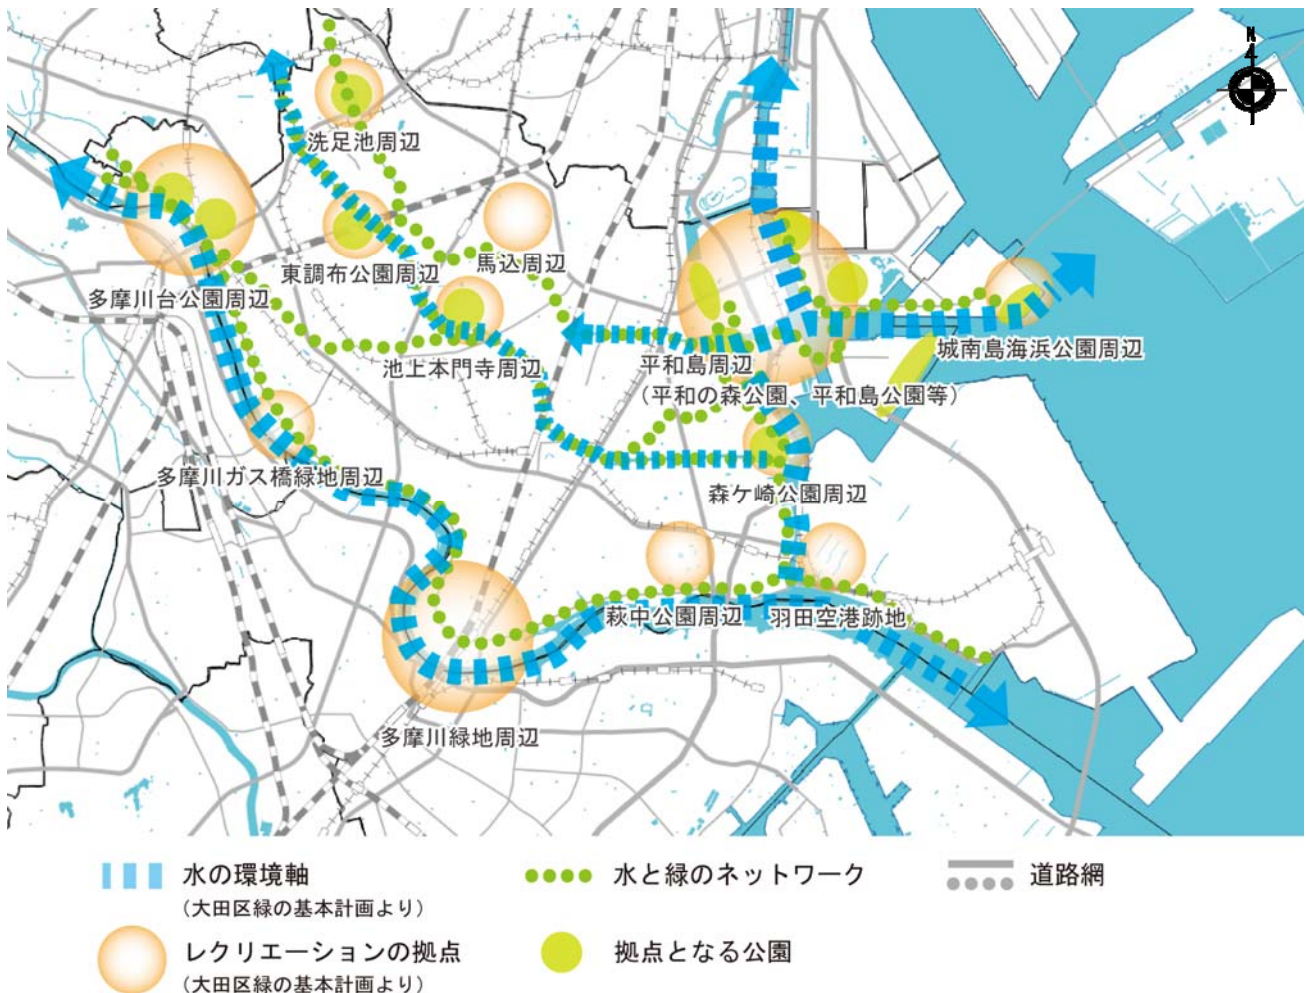 N
洗足池周辺
東調布公園周辺
馬込周辺
多摩川台公園周辺
池上本門寺周辺
平和島周辺
(平和の森公園、平和島公園等)
城南島海浜公園周辺
多摩川ガス橋緑地周辺
森ケ崎公園周辺
萩中公園周辺
羽田空港跡地
多摩川緑地周辺
水の環境軸
(大田区緑の基本計画より)
水と緑のネットワーク
道路網
レクリエーションの拠点
(大田区緑の基本計画より)
拠点となる公園